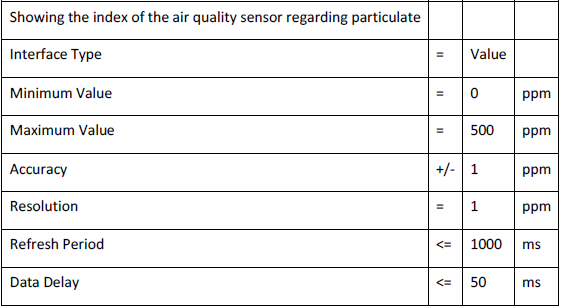 Showing the index of the air quality sensor regarding particulate
Interface Type = Value
Minimum Value = 0 ppm
Maximum Value = 500 ppm
Accuracy +/- 1 ppm
Resolution = 1 ppm
Refresh Period <= 1000 ms
Data Delay <= 50 ms